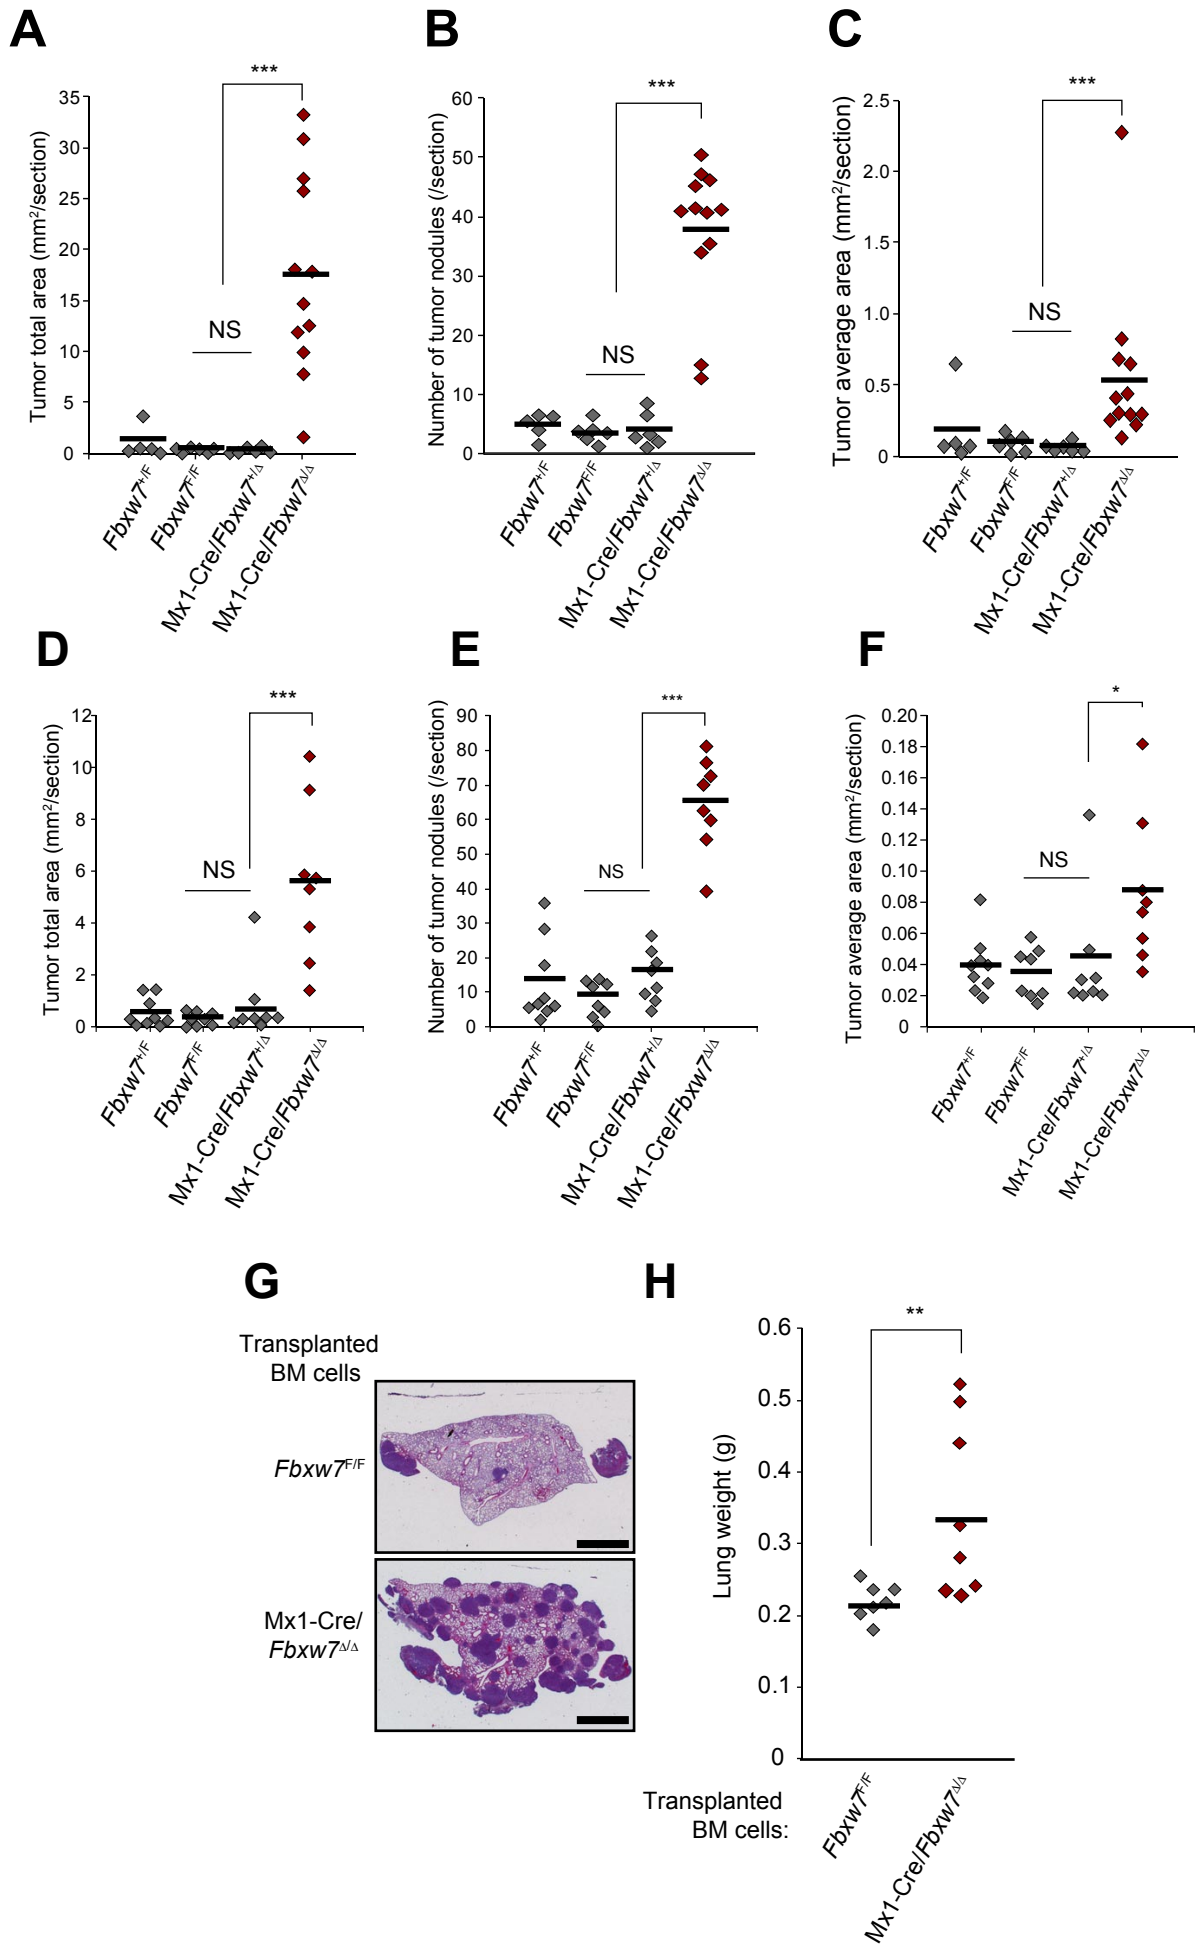 A
Tumor total area (mm²/section)
35
30
25
20
15
10
5
0
***
NS
Fbxw7+/F
Fbxw7F/F
Mx1-Cre/Fbxw7+/Δ
Mx1-Cre/Fbxw7Δ/Δ
B
Number of tumor nodules (/section)
60
50
40
30
20
10
0
***
NS
Fbxw7+/F
Fbxw7F/F
Mx1-Cre/Fbxw7+/Δ
Mx1-Cre/Fbxw7Δ/Δ
C
Tumor average area (mm²/section)
2.5
2.0
1.5
1.0
0.5
0
***
NS
Fbxw7+/F
Fbxw7F/F
Mx1-Cre/Fbxw7+/Δ
Mx1-Cre/Fbxw7Δ/Δ
D
Tumor total area (mm²/section)
12
10
8
6
4
2
0
***
NS
Fbxw7+/F
Fbxw7F/F
Mx1-Cre/Fbxw7+/Δ
Mx1-Cre/Fbxw7Δ/Δ
E
Number of tumor nodules (/section)
90
80
70
60
50
40
30
20
10
0
***
NS
Fbxw7+/F
Fbxw7F/F
Mx1-Cre/Fbxw7+/Δ
Mx1-Cre/Fbxw7Δ/Δ
F
Tumor average area (mm²/section)
0.20
0.18
0.16
0.14
0.12
0.10
0.08
0.06
0.04
0.02
0
*
NS
Fbxw7+/F
Fbxw7F/F
Mx1-Cre/Fbxw7+/Δ
Mx1-Cre/Fbxw7Δ/Δ
G
Transplanted
BM cells
Fbxw7F/F
Mx1-Cre/
Fbxw7Δ/Δ
H
Lung weight (g)
0.6
0.5
0.4
0.3
0.2
0.1
0
**
Transplanted
BM cells:
Fbxw7F/F
Mx1-Cre/Fbxw7Δ/Δ